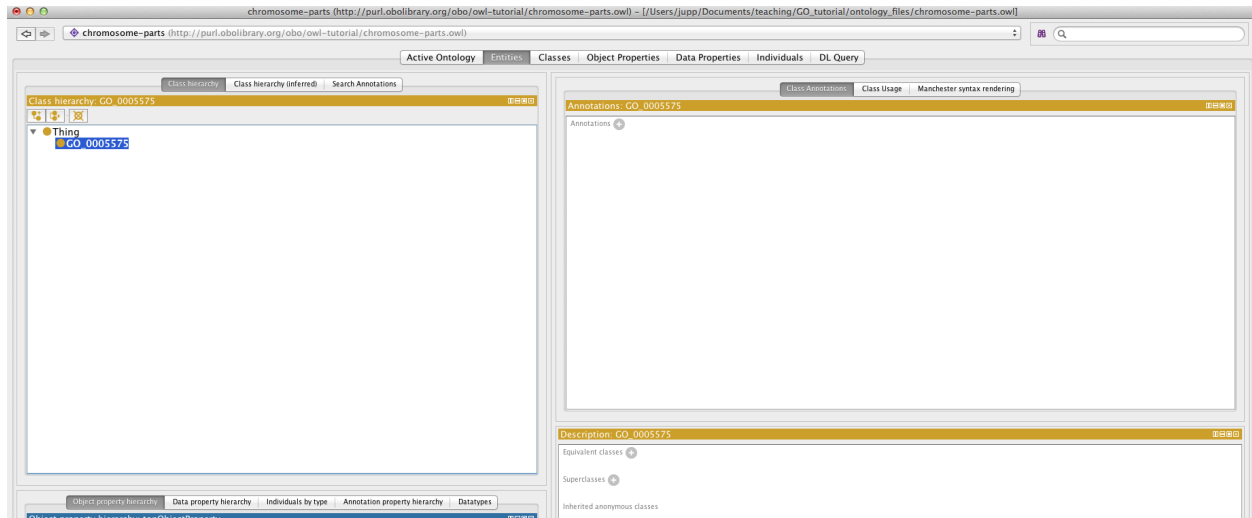 chromosome-parts (http://purl.obolibrary.org/obo/owl-tutorial/chromosome-parts.owl) – [/Users/jupp/Documents/teaching/GO_tutorial/ontology_files/chromosome-parts.owl]
chromosome-parts (http://purl.obolibrary.org/obo/owl-tutorial/chromosome-parts.owl)
Active Ontology Entities Classes Object Properties Data Properties Individuals DL Query
Class hierarchy Class hierarchy (inferred) Search Annotations
Class hierarchy: GO_0005575
Thing
GO_0005575
Object property hierarchy Data property hierarchy Individuals by type Annotation property hierarchy Datatypes
Object property hierarchy: topObjectProperty
Class Annotations Class Usage Manchester syntax rendering
Annotations: GO_0005575
Annotations
Description: GO_0005575
Equivalent classes
Superclasses
Inherited anonymous classes